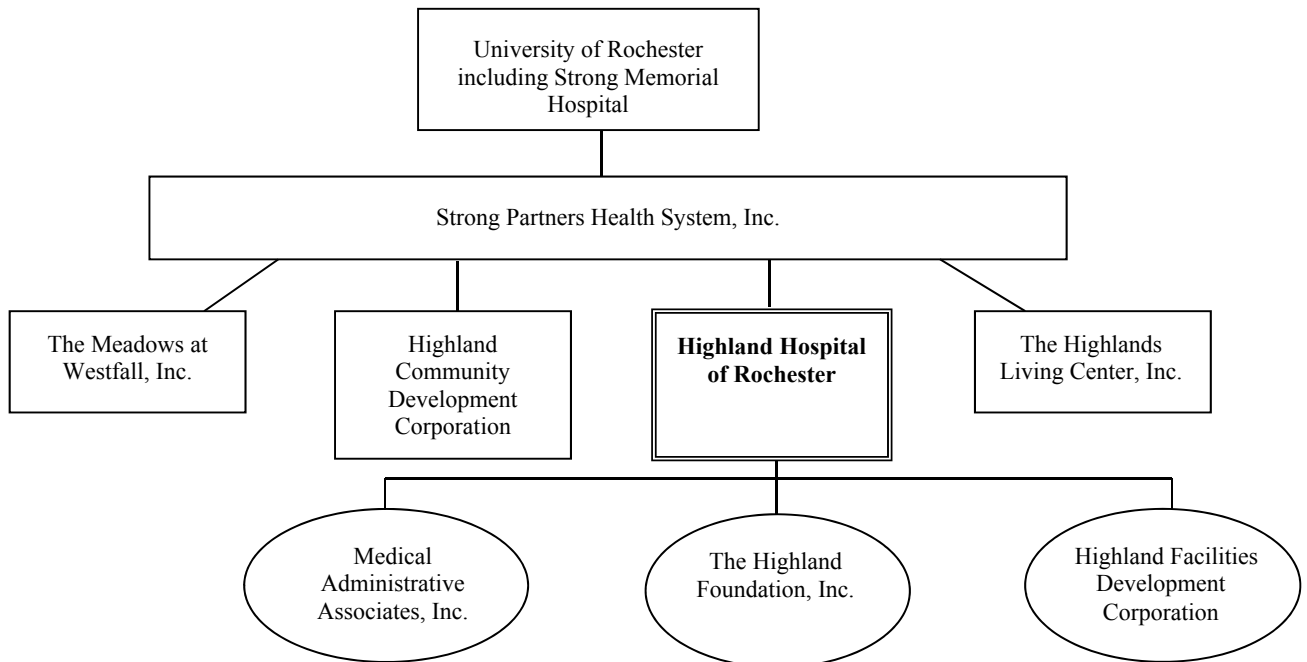 University of Rochester
including Strong Memorial
Hospital
Strong Partners Health System, Inc.
The Meadows at
Westfall, Inc.
Highland
Community
Development
Corporation
Highland Hospital
of Rochester
The Highlands
Living Center, Inc.
Medical
Administrative
Associates, Inc.
The Highland
Foundation, Inc.
Highland Facilities
Development
Corporation